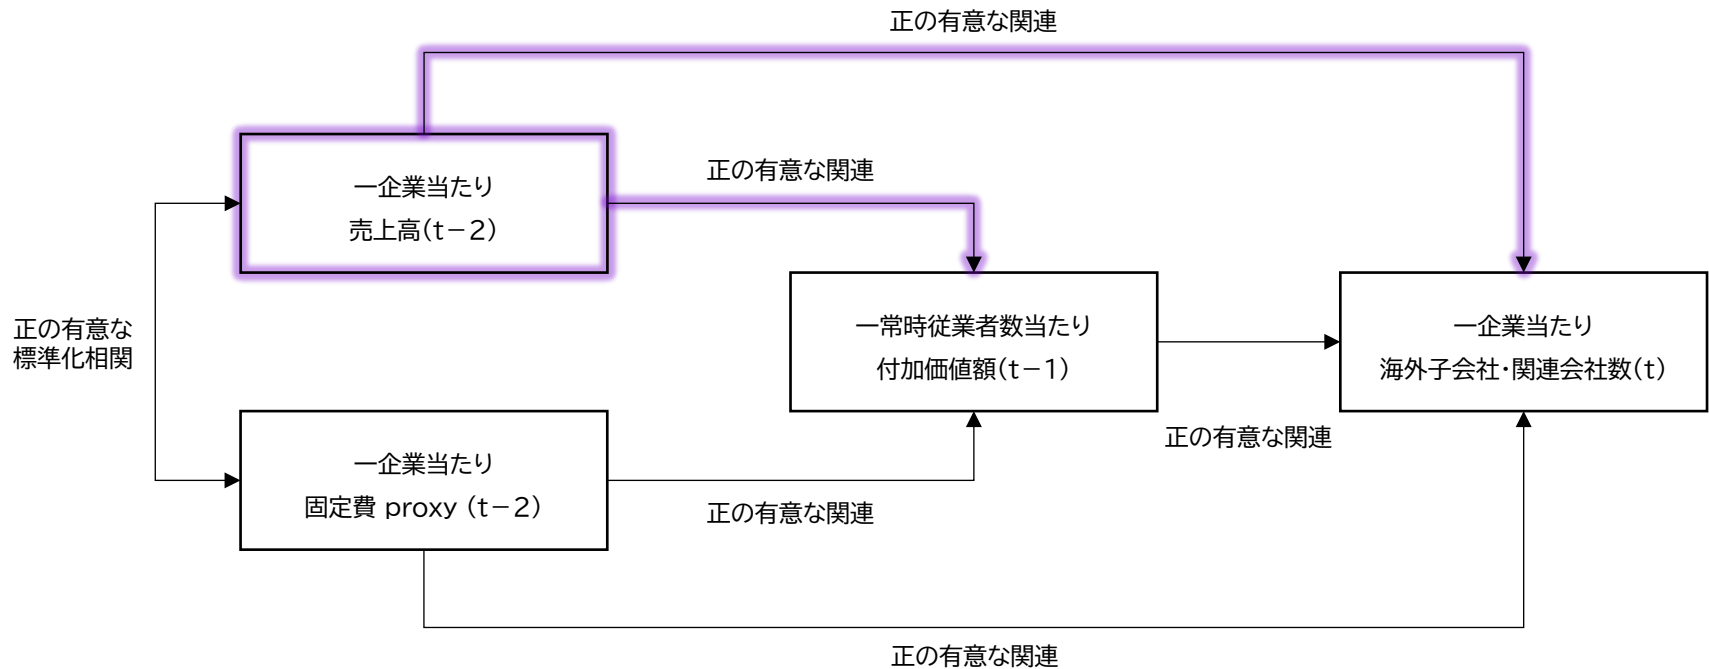 正の有意な関連
一企業当たり
売上高(t－2)
正の有意な関連
正の有意な
標準化相関
一常時従業者数当たり
付加価値額(t－1)
一企業当たり
海外子会社・関連会社数(t)
正の有意な関連
一企業当たり
固定費 proxy (t－2)
正の有意な関連
正の有意な関連